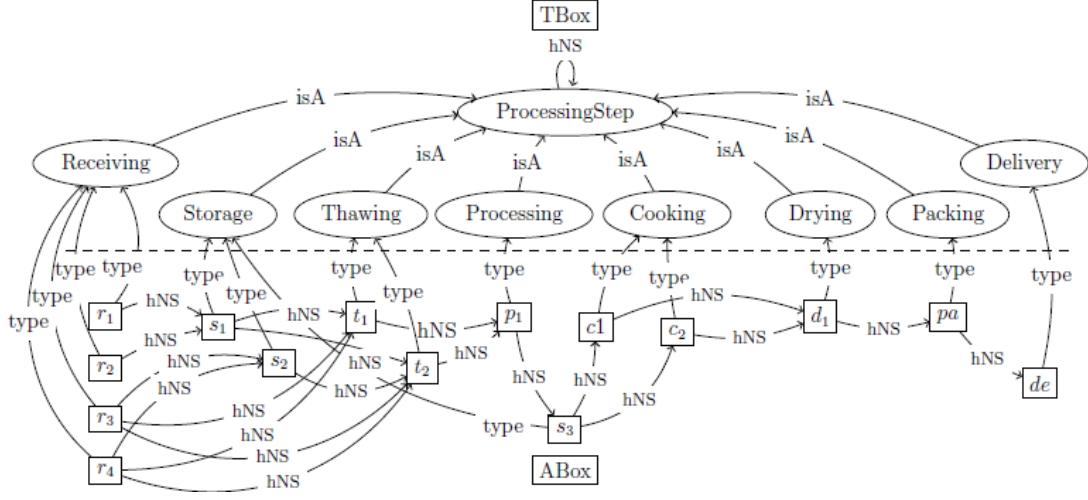 TBox
hNS
isA ProcessingStep isA
Receiving isA isA isA isA isA isA Delivery
Storage Thawing Processing Cooking Drying Packing
type type type type type type type type type type
type type
type
r1 hNS s1 hNS t1 hNS p1 c1 hNS c2 hNS d1 hNS pa
r2 hNS s2 hNS t2 hNS hNS
hNS de
r3 hNS hNS type s3 hNS hNS
r4 hNS hNS
hNS
ABox